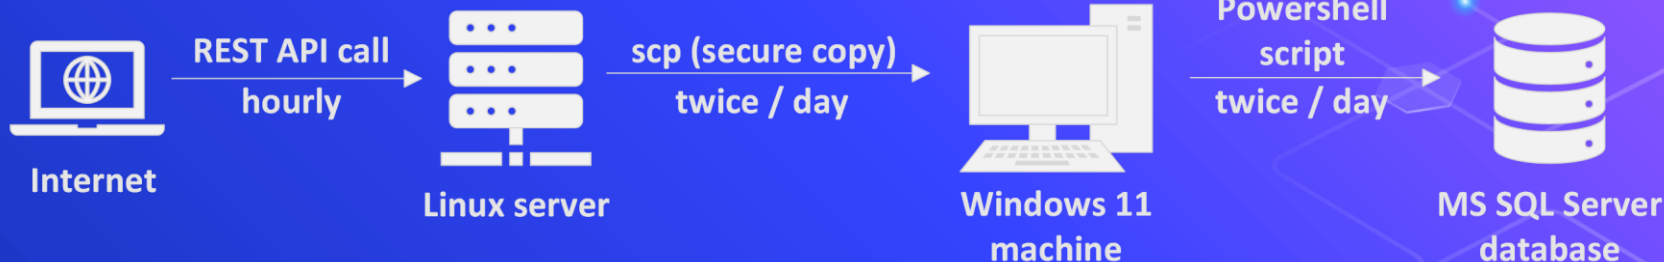 Internet
REST API call
hourly
Linux server
scp (secure copy)
twice / day
Windows 11
machine
Powershell
script
twice / day
MS SQL Server
database